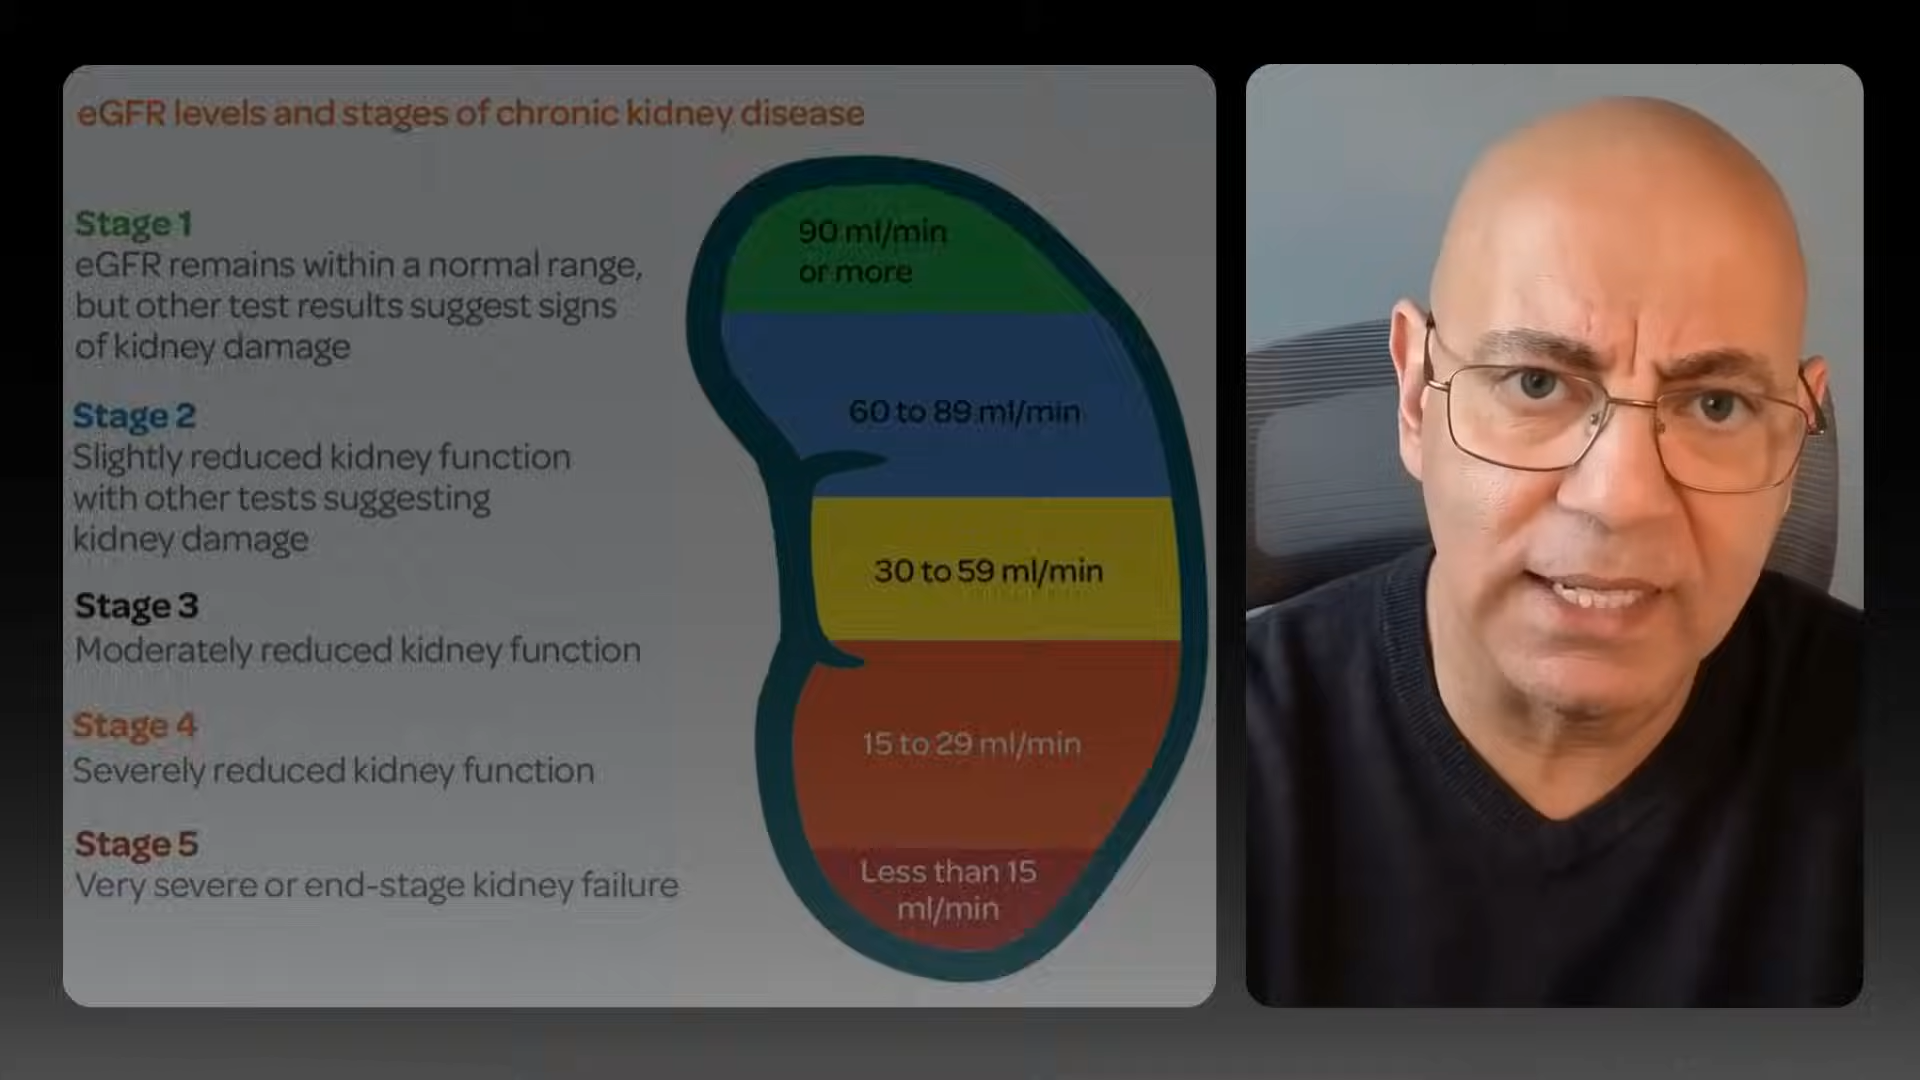 eGFR levels and stages of chronic kidney disease
Stage 1
eGFR remains within a normal range,
but other test results suggest signs
of kidney damage
90 ml/min
or more
Stage 2
Slightly reduced kidney function
with other tests suggesting
kidney damage
60 to 89 ml/min
Stage 3
Moderately reduced kidney function
30 to 59 ml/min
Stage 4
Severely reduced kidney function
15 to 29 ml/min
Stage 5
Very severe or end-stage kidney failure
Less than 15
ml/min